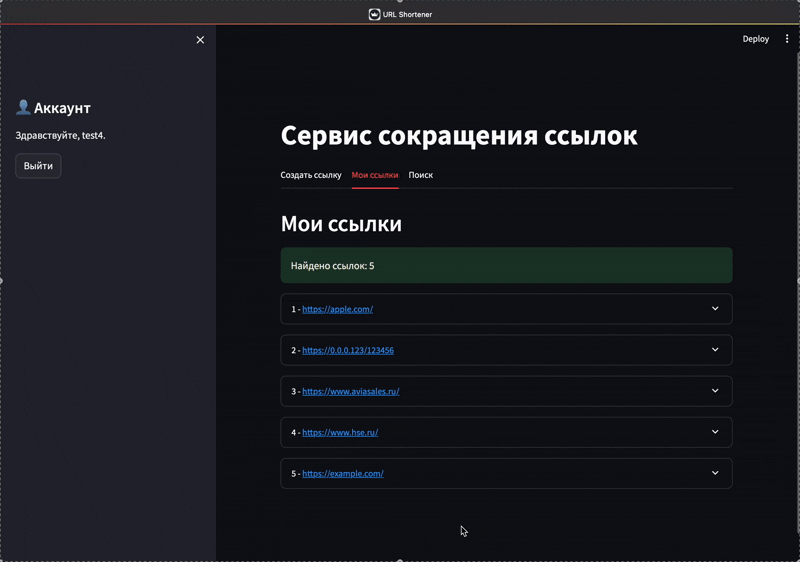 URL Shortener
Deploy
Аккаунт
Здравствуйте, test4.
Выйти
Сервис сокращения ссылок
Создать ссылку Мои ссылки Поиск
Мои ссылки
Найдено ссылок: 5
1 - https://apple.com/
2 - https://0.0.0.123/123456
3 - https://www.aviasales.ru/
4 - https://www.hse.ru/
5 - https://example.com/